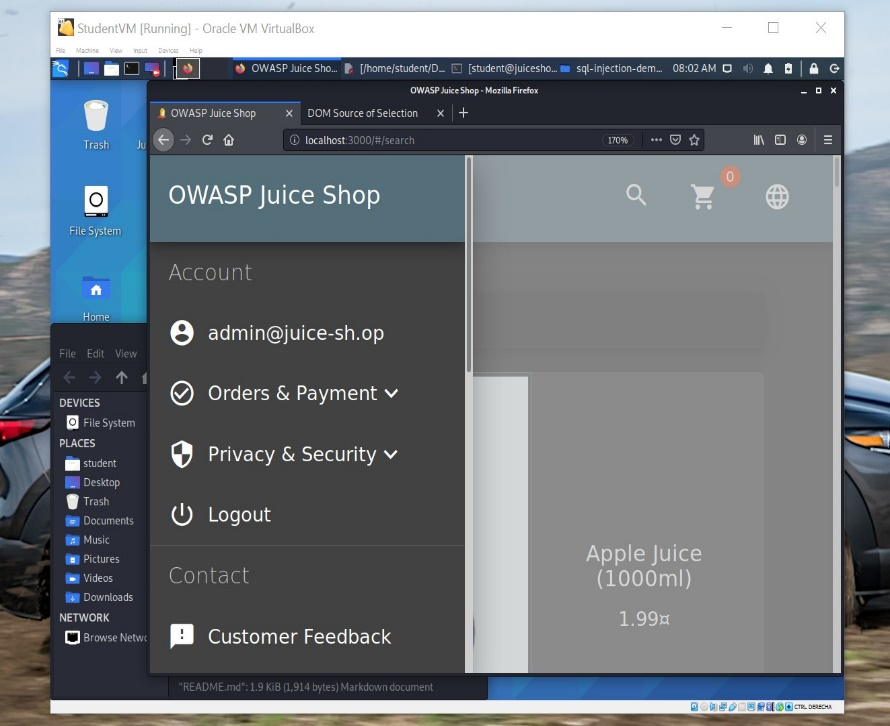 StudentVM [Running] - Oracle VM VirtualBox
File Machine View Input Devices Help
OWASP Juice Sho... [/home/student/D... [student@juicesho... sql-injection-dem... 08:02 AM
OWASP Juice Shop - Mozilla Firefox
OWASP Juice Shop
DOM Source of Selection
localhost:3000/#/search
170%
Trash
Ju
File System
Home
OWASP Juice Shop
0
Account
admin@juice-sh.op
Orders & Payment
Privacy & Security
Logout
Contact
Customer Feedback
Apple Juice
(1000ml)
1.99¤
File Edit View
DEVICES
File System
PLACES
student
Desktop
Trash
Documents
Music
Pictures
Videos
Downloads
NETWORK
Browse Netwo
"README.md": 1.9 KiB (1,914 bytes) Markdown document
CTRL DERECHA